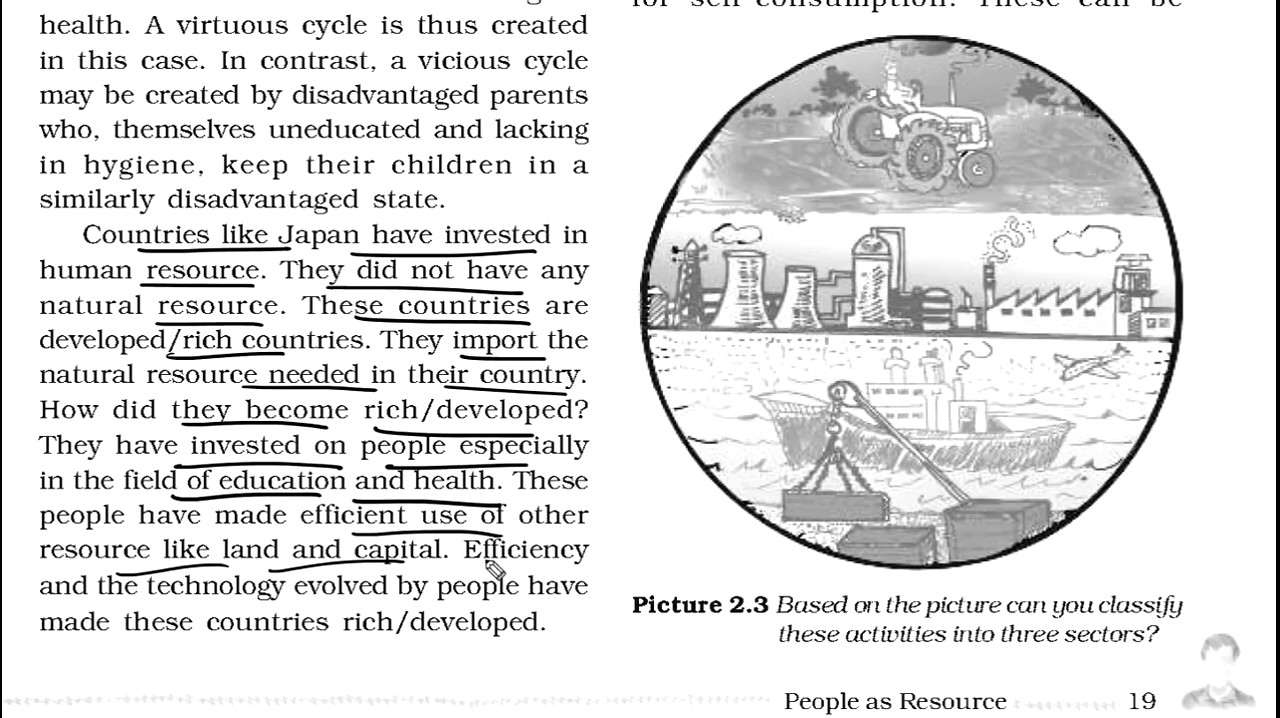 health. A virtuous cycle is thus created
in this case. In contrast, a vicious cycle
may be created by disadvantaged parents
who, themselves uneducated and lacking
in hygiene, keep their children in a
similarly disadvantaged state.
Countries like Japan have invested in
human resource. They did not have any
natural resource. These countries are
developed/rich countries. They import the
natural resource needed in their country.
How did they become rich/developed?
They have invested on people especially
in the field of education and health. These
people have made efficient use of other
resource like land and capital. Efficiency
and the technology evolved by people have
made these countries rich/developed.
for self consumption. These can be
Picture 2.3 Based on the picture can you classify
these activities into three sectors?
People as Resource 19